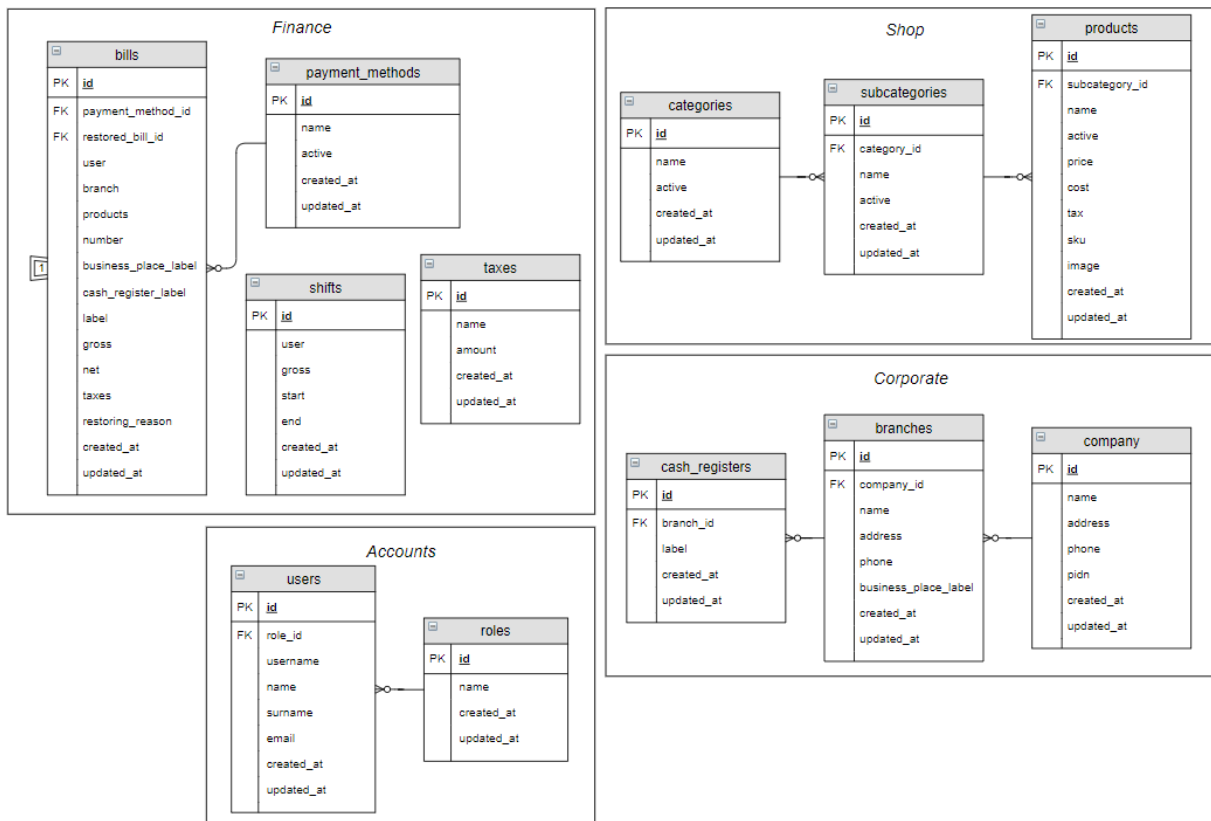 Finance
bills
PK id
FK payment_method_id
FK restored_bill_id
user
branch
products
number
business_place_label
cash_register_label
label
gross
net
taxes
restoring_reason
created_at
updated_at
1
payment_methods
PK id
name
active
created_at
updated_at
shifts
PK id
user
gross
start
end
created_at
updated_at
taxes
PK id
name
amount
created_at
updated_at
Shop
categories
PK id
name
active
created_at
updated_at
subcategories
PK id
FK category_id
name
active
created_at
updated_at
products
PK id
FK subcategory_id
name
active
price
cost
tax
sku
image
created_at
updated_at
Corporate
cash_registers
PK id
FK branch_id
label
created_at
updated_at
branches
PK id
FK company_id
name
address
phone
business_place_label
created_at
updated_at
company
PK id
name
address
phone
pidn
created_at
updated_at
Accounts
users
PK id
FK role_id
username
name
surname
email
created_at
updated_at
roles
PK id
name
created_at
updated_at